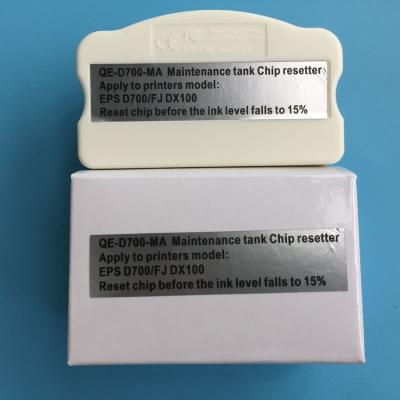 QE-D700-MA Maintenance tank Chip resetter
Apply to printers model:
EPS D700/FJ DX100
Reset chip before the ink level falls to 15%
QE-D700-MA Maintenance tank Chip resetter
Apply to printers model:
EPS D700/FJ DX100
Reset chip before the ink level falls to 15%